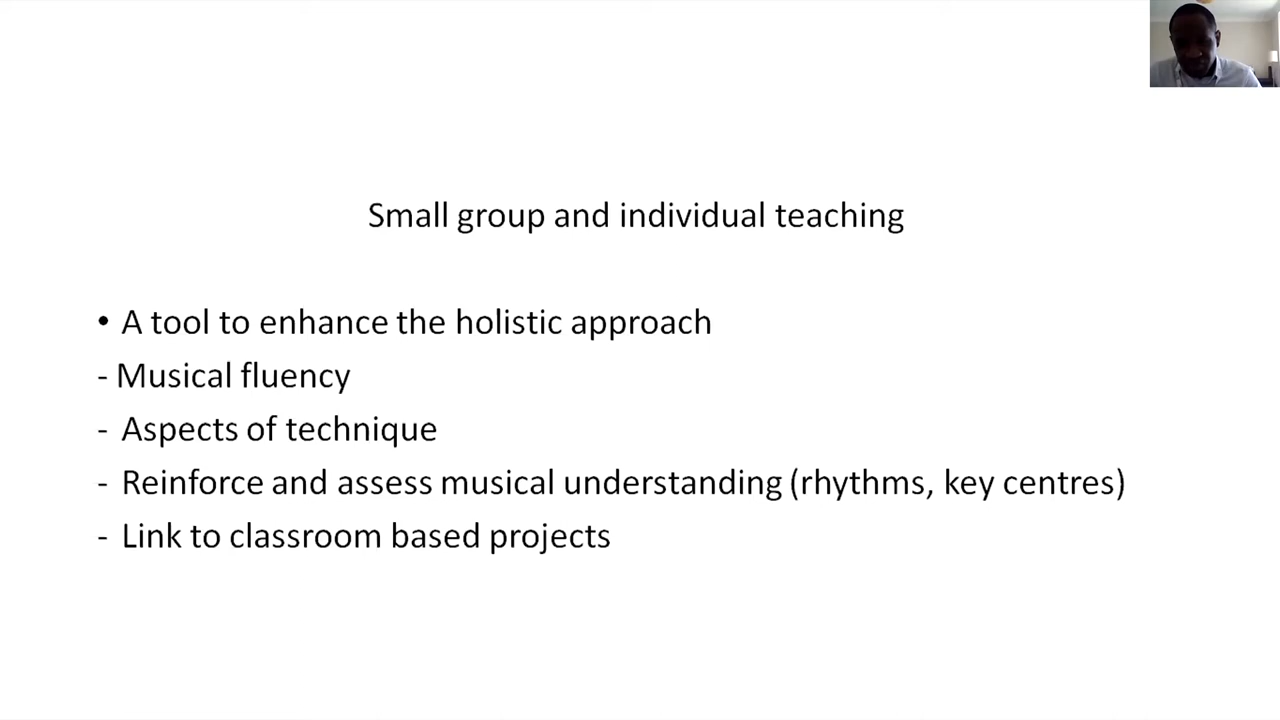 Small group and individual teaching
• A tool to enhance the holistic approach
- Musical fluency
- Aspects of technique
- Reinforce and assess musical understanding (rhythms, key centres)
- Link to classroom based projects